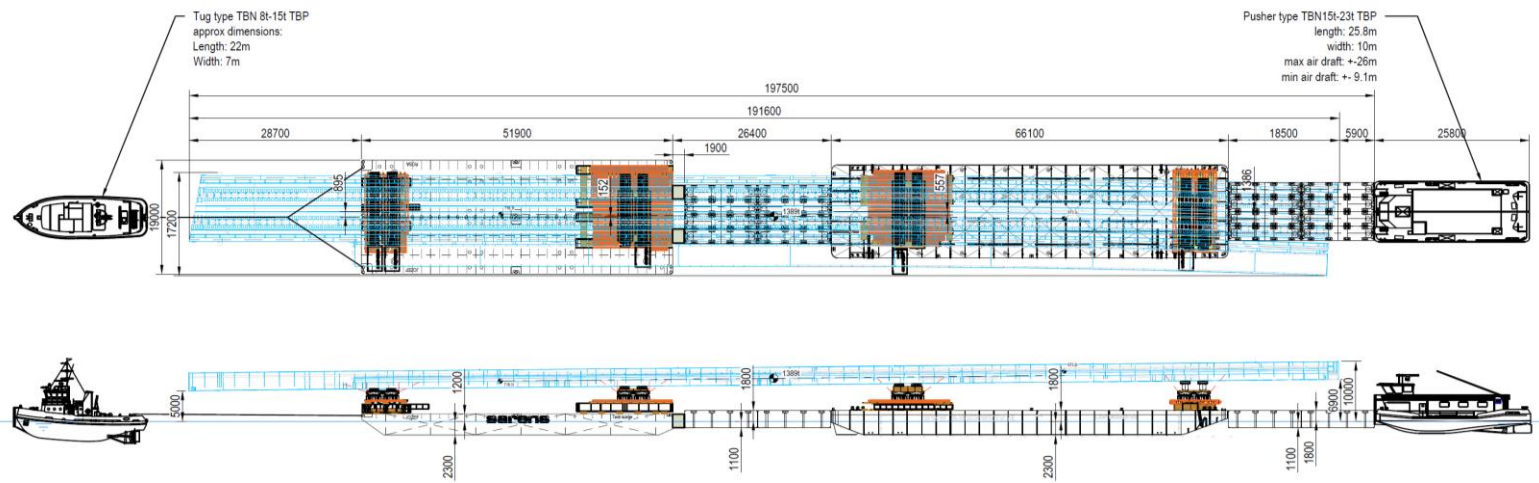 Tug type TBN 8t-15t TBP
approx dimensions:
Length: 22m
Width: 7m
Pusher type TBN15t-23t TBP
length: 25.8m
width: 10m
max air draft: +-26m
min air draft: +- 9.1m
197500
191600
28700
51900
26400
66100
18500
5900
25800
1900
19000
17200
895
152
1389t
557
1386
5000
1200
1800
1389t
1800
6900
10000
sarens
2300
1100
2300
1100
1800